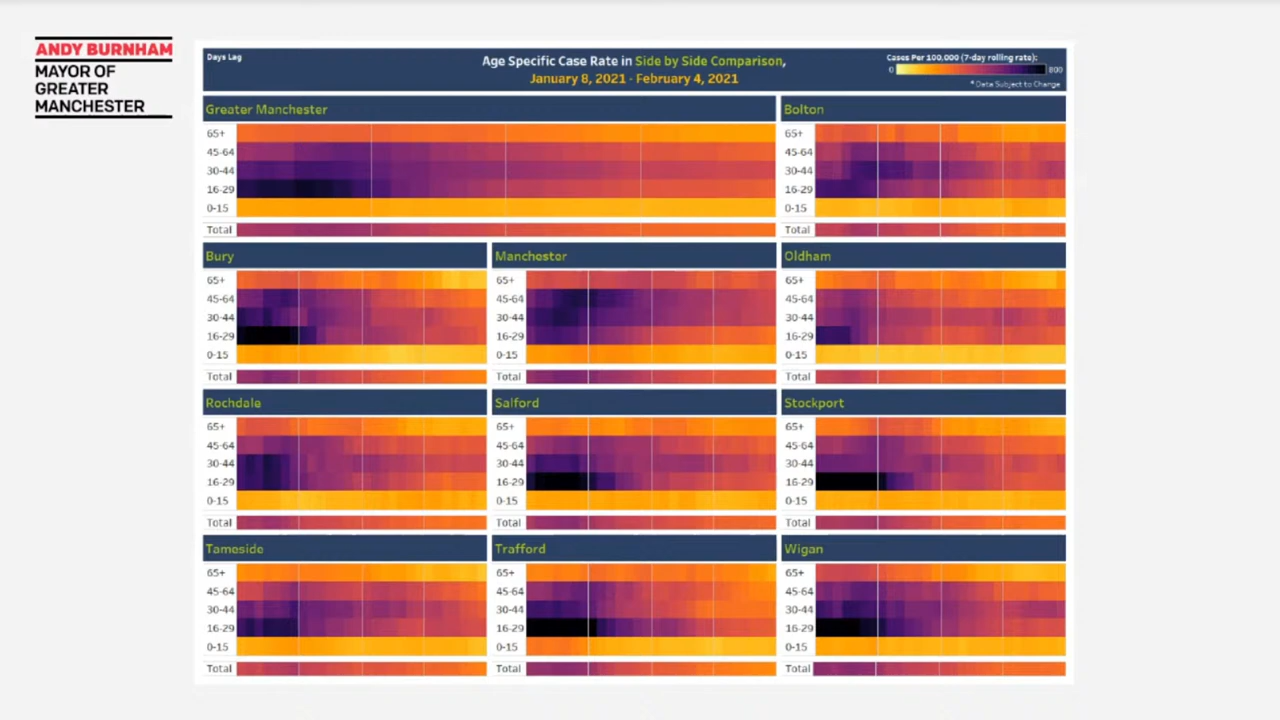 ANDY BURNHAM
MAYOR OF
GREATER
MANCHESTER
Days Lag
Age Specific Case Rate in Side by Side Comparison,
January 8, 2021 - February 4, 2021
Cases Per 100,000 (7-day rolling rate):
0 800
* Data Subject to Change
Greater Manchester
65+
45-64
30-44
16-29
0-15
Total
Bolton
65+
45-64
30-44
16-29
0-15
Total
Bury
65+
45-64
30-44
16-29
0-15
Total
Manchester
65+
45-64
30-44
16-29
0-15
Total
Oldham
65+
45-64
30-44
16-29
0-15
Total
Rochdale
65+
45-64
30-44
16-29
0-15
Total
Salford
65+
45-64
30-44
16-29
0-15
Total
Stockport
65+
45-64
30-44
16-29
0-15
Total
Tameside
65+
45-64
30-44
16-29
0-15
Total
Trafford
65+
45-64
30-44
16-29
0-15
Total
Wigan
65+
45-64
30-44
16-29
0-15
Total